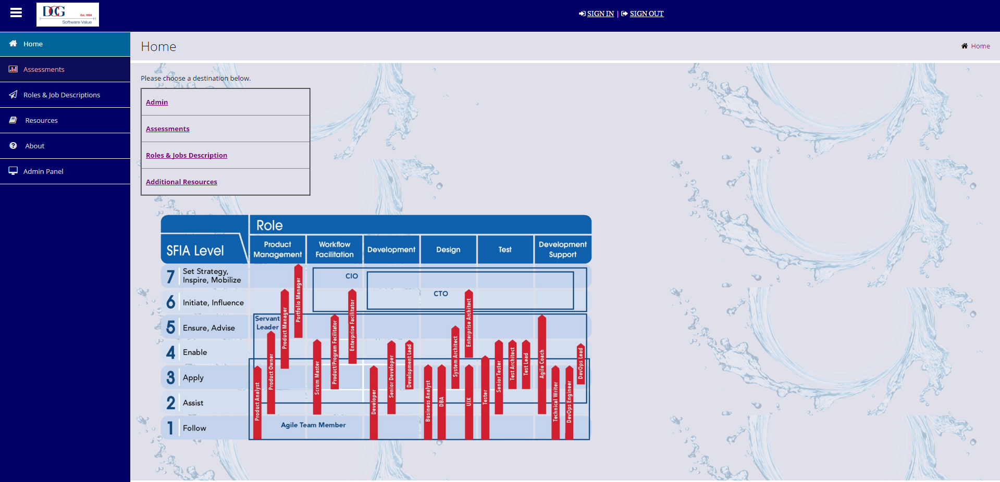 DCG
Est. 1994
Software Value
SIGN IN | SIGN OUT
Home
Assessments
Roles & Job Descriptions
Resources
About
Admin Panel
Home
Home
Please choose a destination below.
Admin
Assessments
Roles & Jobs Description
Additional Resources
Role
SFIA Level
Product
Management
Workflow
Facilitation
Development
Design
Test
Development
Support
7 Set Strategy,
Inspire, Mobilize
6 Initiate, Influence
5 Ensure, Advise
4 Enable
3 Apply
2 Assist
1 Follow
CIO
CTO
Servant
Leader
Agile Team Member
Product Analyst
Product Owner
Product Manager
Portfolio Manager
Scrum Master
Product/Program Facilitator
Enterprise Facilitator
Developer
Senior Developer
Development Lead
Business Analyst
DBA
System Architect
Enterprise Architect
UIX
Tester
Senior Tester
Test Architect
Test Lead
Agile Coach
Technical Writer
DevOps Engineer
DevOps Lead